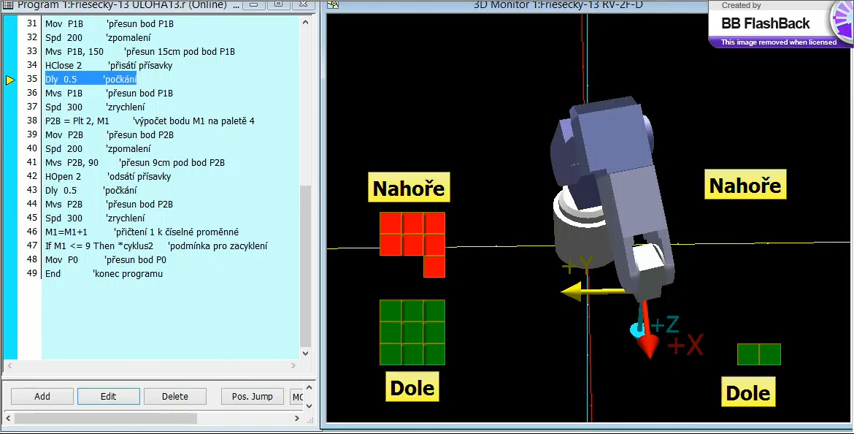 Program 1:Friesecky-13 ULOHA13.r (Online)
31 Mov P1B 'přesun bod P1B
32 Spd 200 'zpomalení
33 Mvs P1B, 150 'přesun 15cm pod bod P1B
34 HClose 2 'přisátí přísavky
35 Dly 0.5 'počkání
36 Mvs P1B 'přesun bod P1B
37 Spd 300 'zrychlení
38 P2B = Plt 2, M1 'výpočet bodu M1 na paletě 4
39 Mov P2B 'přesun bod P2B
40 Spd 200 'zpomalení
41 Mvs P2B, 90 'přesun 9cm pod bod P2B
42 HOpen 2 'odsátí přísavky
43 Dly 0.5 'počkání
44 Mvs P2B 'přesun bod P2B
45 Spd 300 'zrychlení
46 M1=M1+1 'přičtení 1 k číselné proměnné
47 If M1 <= 9 Then *cyklus2 'podmínka pro zacyklení
48 Mov P0 'přesun bod P0
49 End 'konec programu
Add Edit Delete Pos. Jump
3D Monitor 1:Friesecky-13 RV-2F-D
Created by
BB FlashBack
This image removed when licensed
Nahoře
Nahoře
+Y
+Z
+X
Dole
Dole